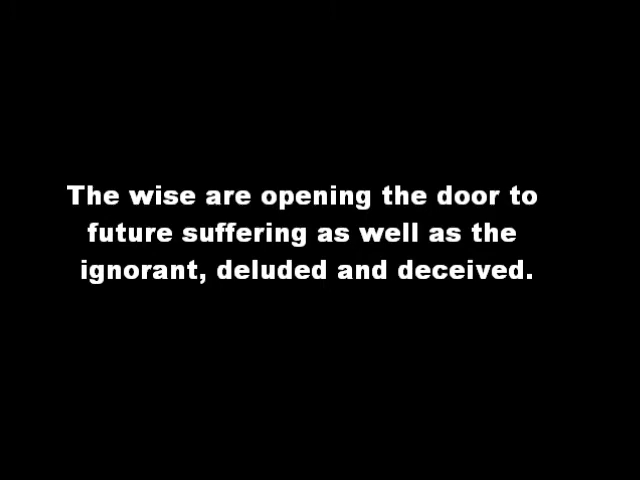 The wise are opening the door to
future suffering as well as the
ignorant, deluded and deceived.